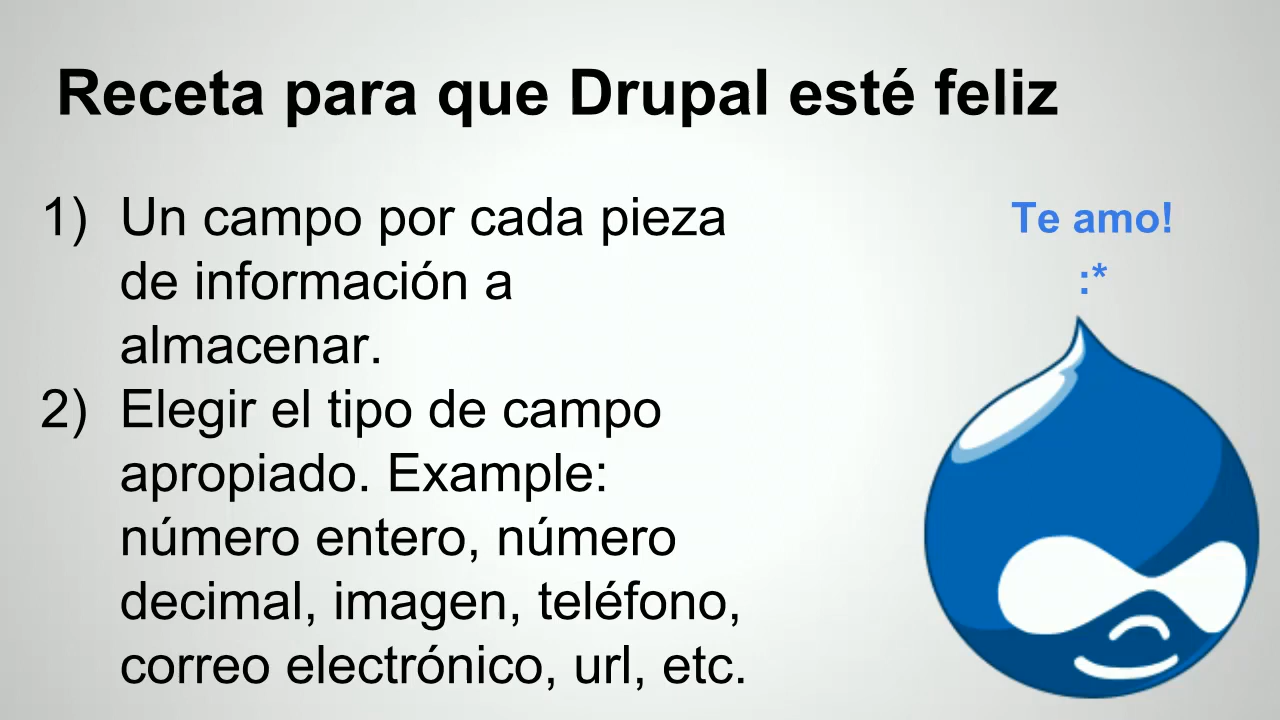 Receta para que Drupal esté feliz
1) Un campo por cada pieza
de información a
almacenar.
2) Elegir el tipo de campo
apropiado. Example:
número entero, número
decimal, imagen, teléfono,
correo electrónico, url, etc.
Te amo!
:*